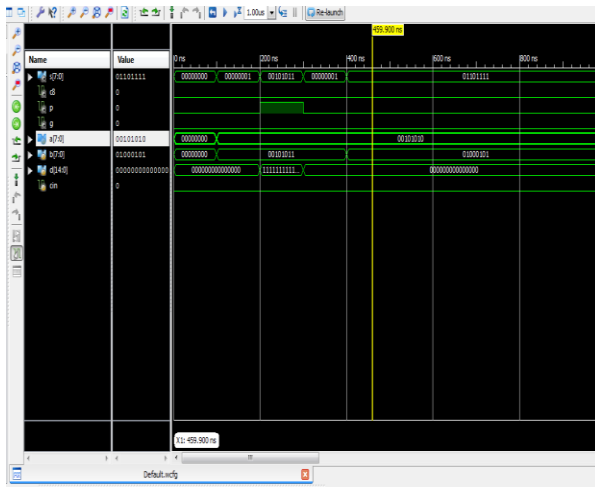 1.00us
Re-launch
459.900 ns
Name Value
0 ns 200 ns 400 ns 600 ns 800 ns
s[7:0] 01101111 00000000 00000001 00101011 00000001 01101111
c8 0
p 0
g 0
a[7:0] 00101010 00000000 00101010
b[7:0] 01000101 00000000 00101011 01000101
d[14:0] 00000000000000 000000000000000 1111111111... 000000000000000
cin 0
X1: 459.900 ns
Default.wcfg